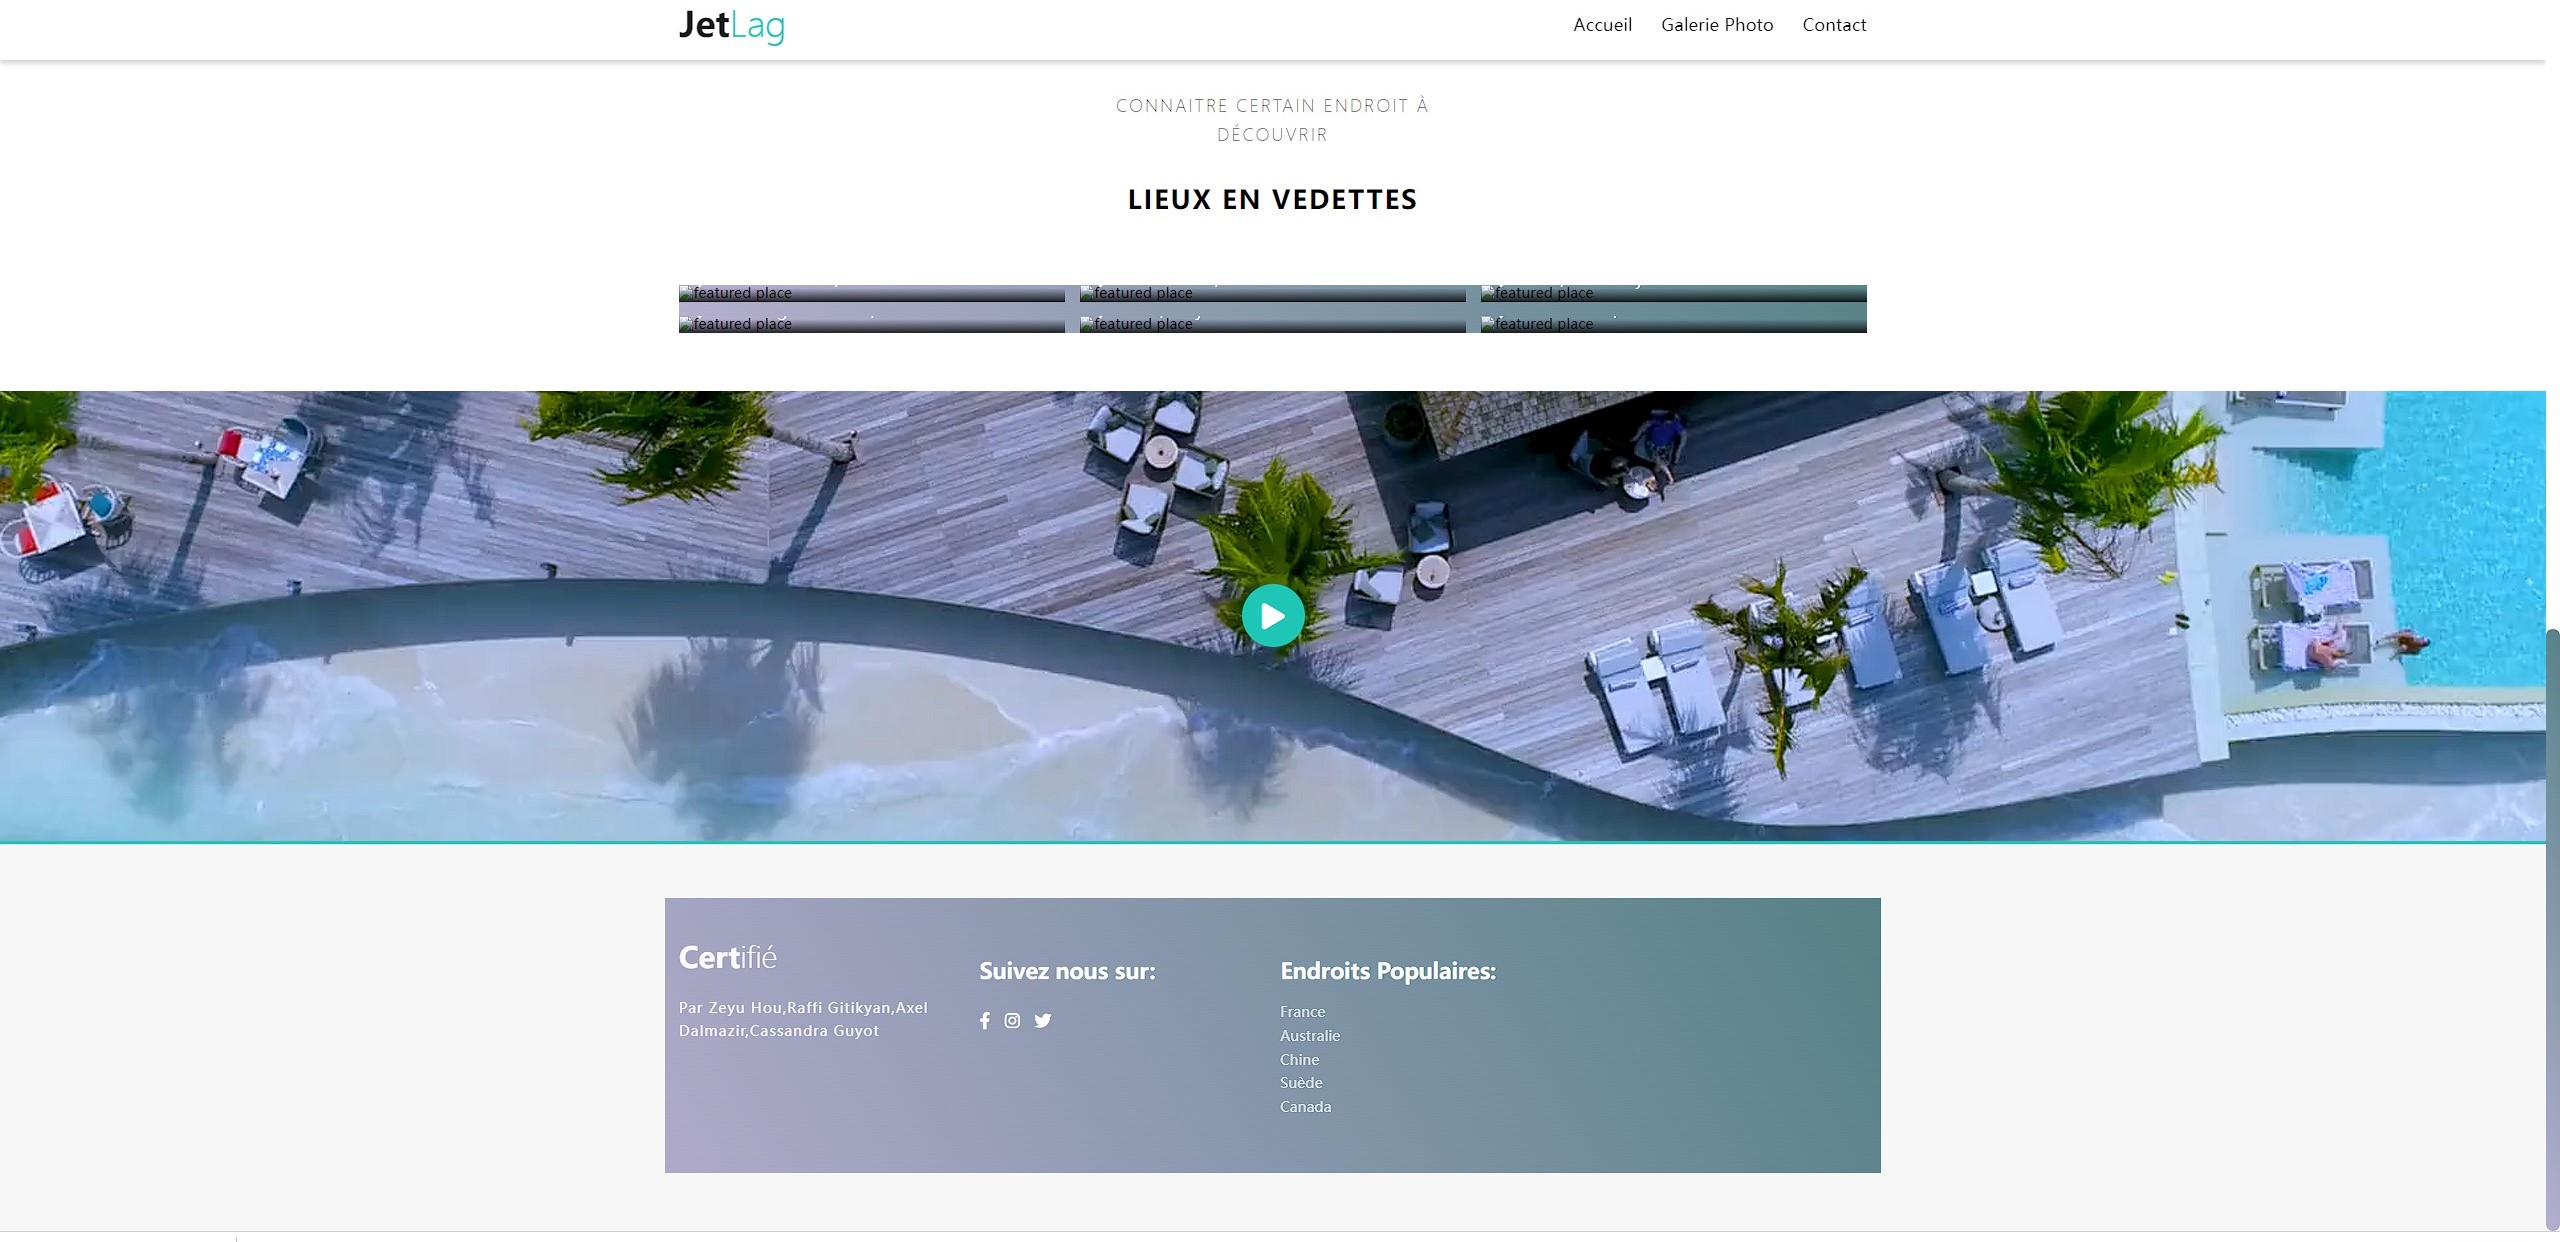 JetLag
Accueil
Galerie Photo
Contact
CONNAITRE CERTAIN ENDROIT À
DÉCOUVRIR
LIEUX EN VEDETTES
featured place
featured place
featured place
featured place
featured place
featured place
Certifié
Par Zeyu Hou,Raffi Gitikyan,Axel
Dalmazir,Cassandra Guyot
Suivez nous sur:
Endroits Populaires:
France
Australie
Chine
Suède
Canada